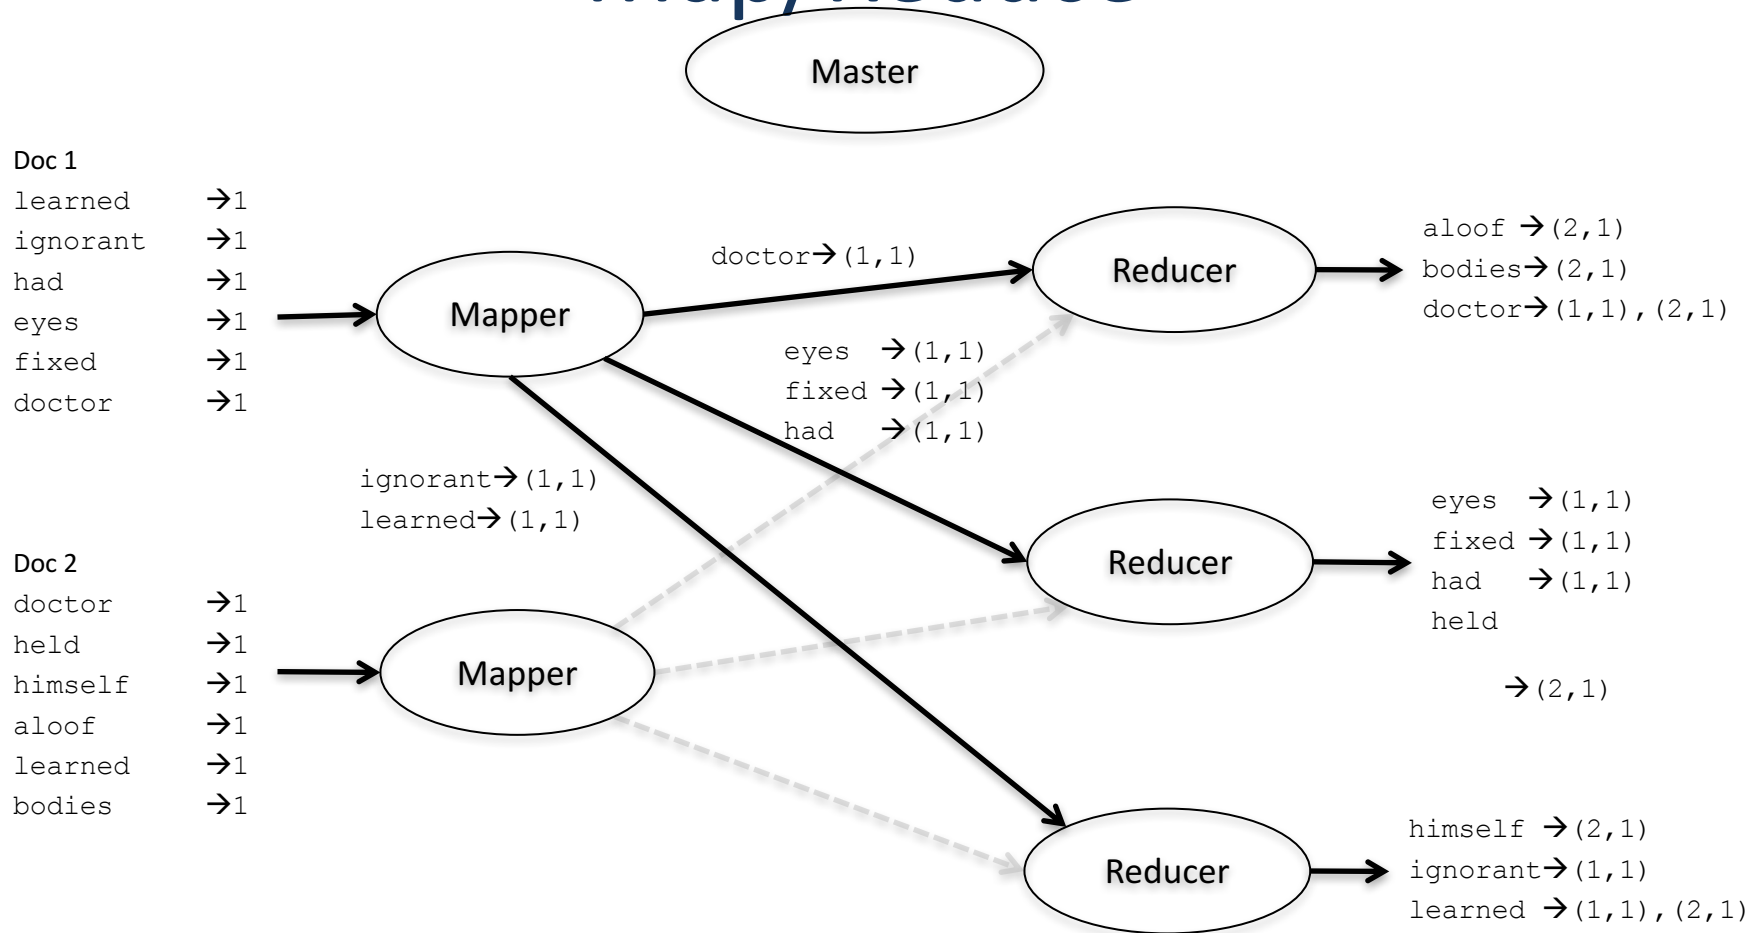 Map/Reduce
Master
Doc 1
learned →1
ignorant →1
had →1
eyes →1
fixed →1
doctor →1
Mapper
doctor→(1,1)
Reducer
aloof →(2,1)
bodies→(2,1)
doctor→(1,1),(2,1)
eyes →(1,1)
fixed →(1,1)
had →(1,1)
ignorant→(1,1)
learned→(1,1)
Reducer
eyes →(1,1)
fixed →(1,1)
had →(1,1)
held
→(2,1)
Doc 2
doctor →1
held →1
himself →1
aloof →1
learned →1
bodies →1
Mapper
Reducer
himself →(2,1)
ignorant→(1,1)
learned →(1,1),(2,1)